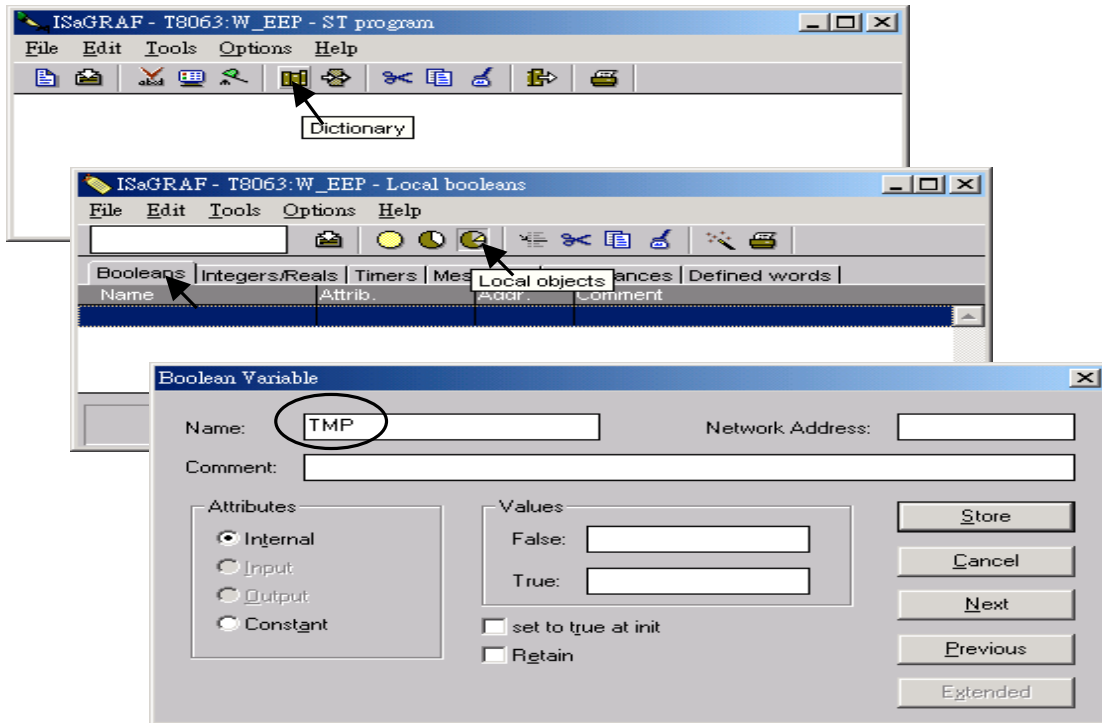 ISaGRAF - T8063:W_EEP - ST program
File Edit Tools Options Help
Dictionary
ISaGRAF - T8063:W_EEP - Local booleans
File Edit Tools Options Help
Booleans Integers/Reals Timers Mes ances Defined words
Local objects
Name Attrib. Addr. Comment
Boolean Variable
Name: TMP Network Address:
Comment:
Attributes Values
Store
Internal False:
Cancel
Input
True:
Output
Next
Constant set to true at init
Retain Previous
Extended